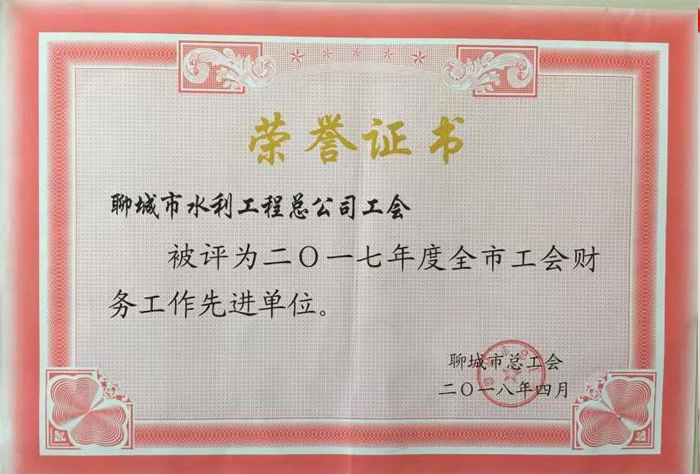 荣誉证书
聊城市水利工程总公司工会
被评为二〇一七年度全市工会财
务工作先进单位。
聊城市总工会
二〇一八年四月